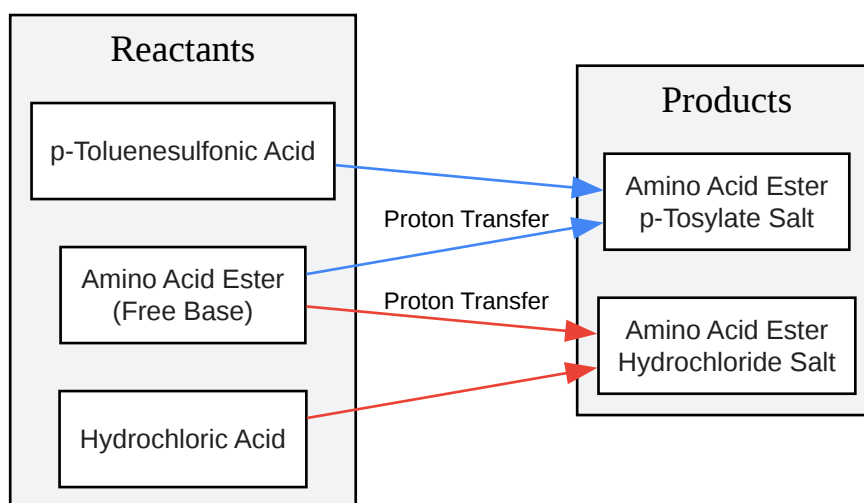 Reactants
p-Toluenesulfonic Acid
Amino Acid Ester
(Free Base)
Hydrochloric Acid
Proton Transfer
Proton Transfer
Products
Amino Acid Ester
p-Tosylate Salt
Amino Acid Ester
Hydrochloride Salt